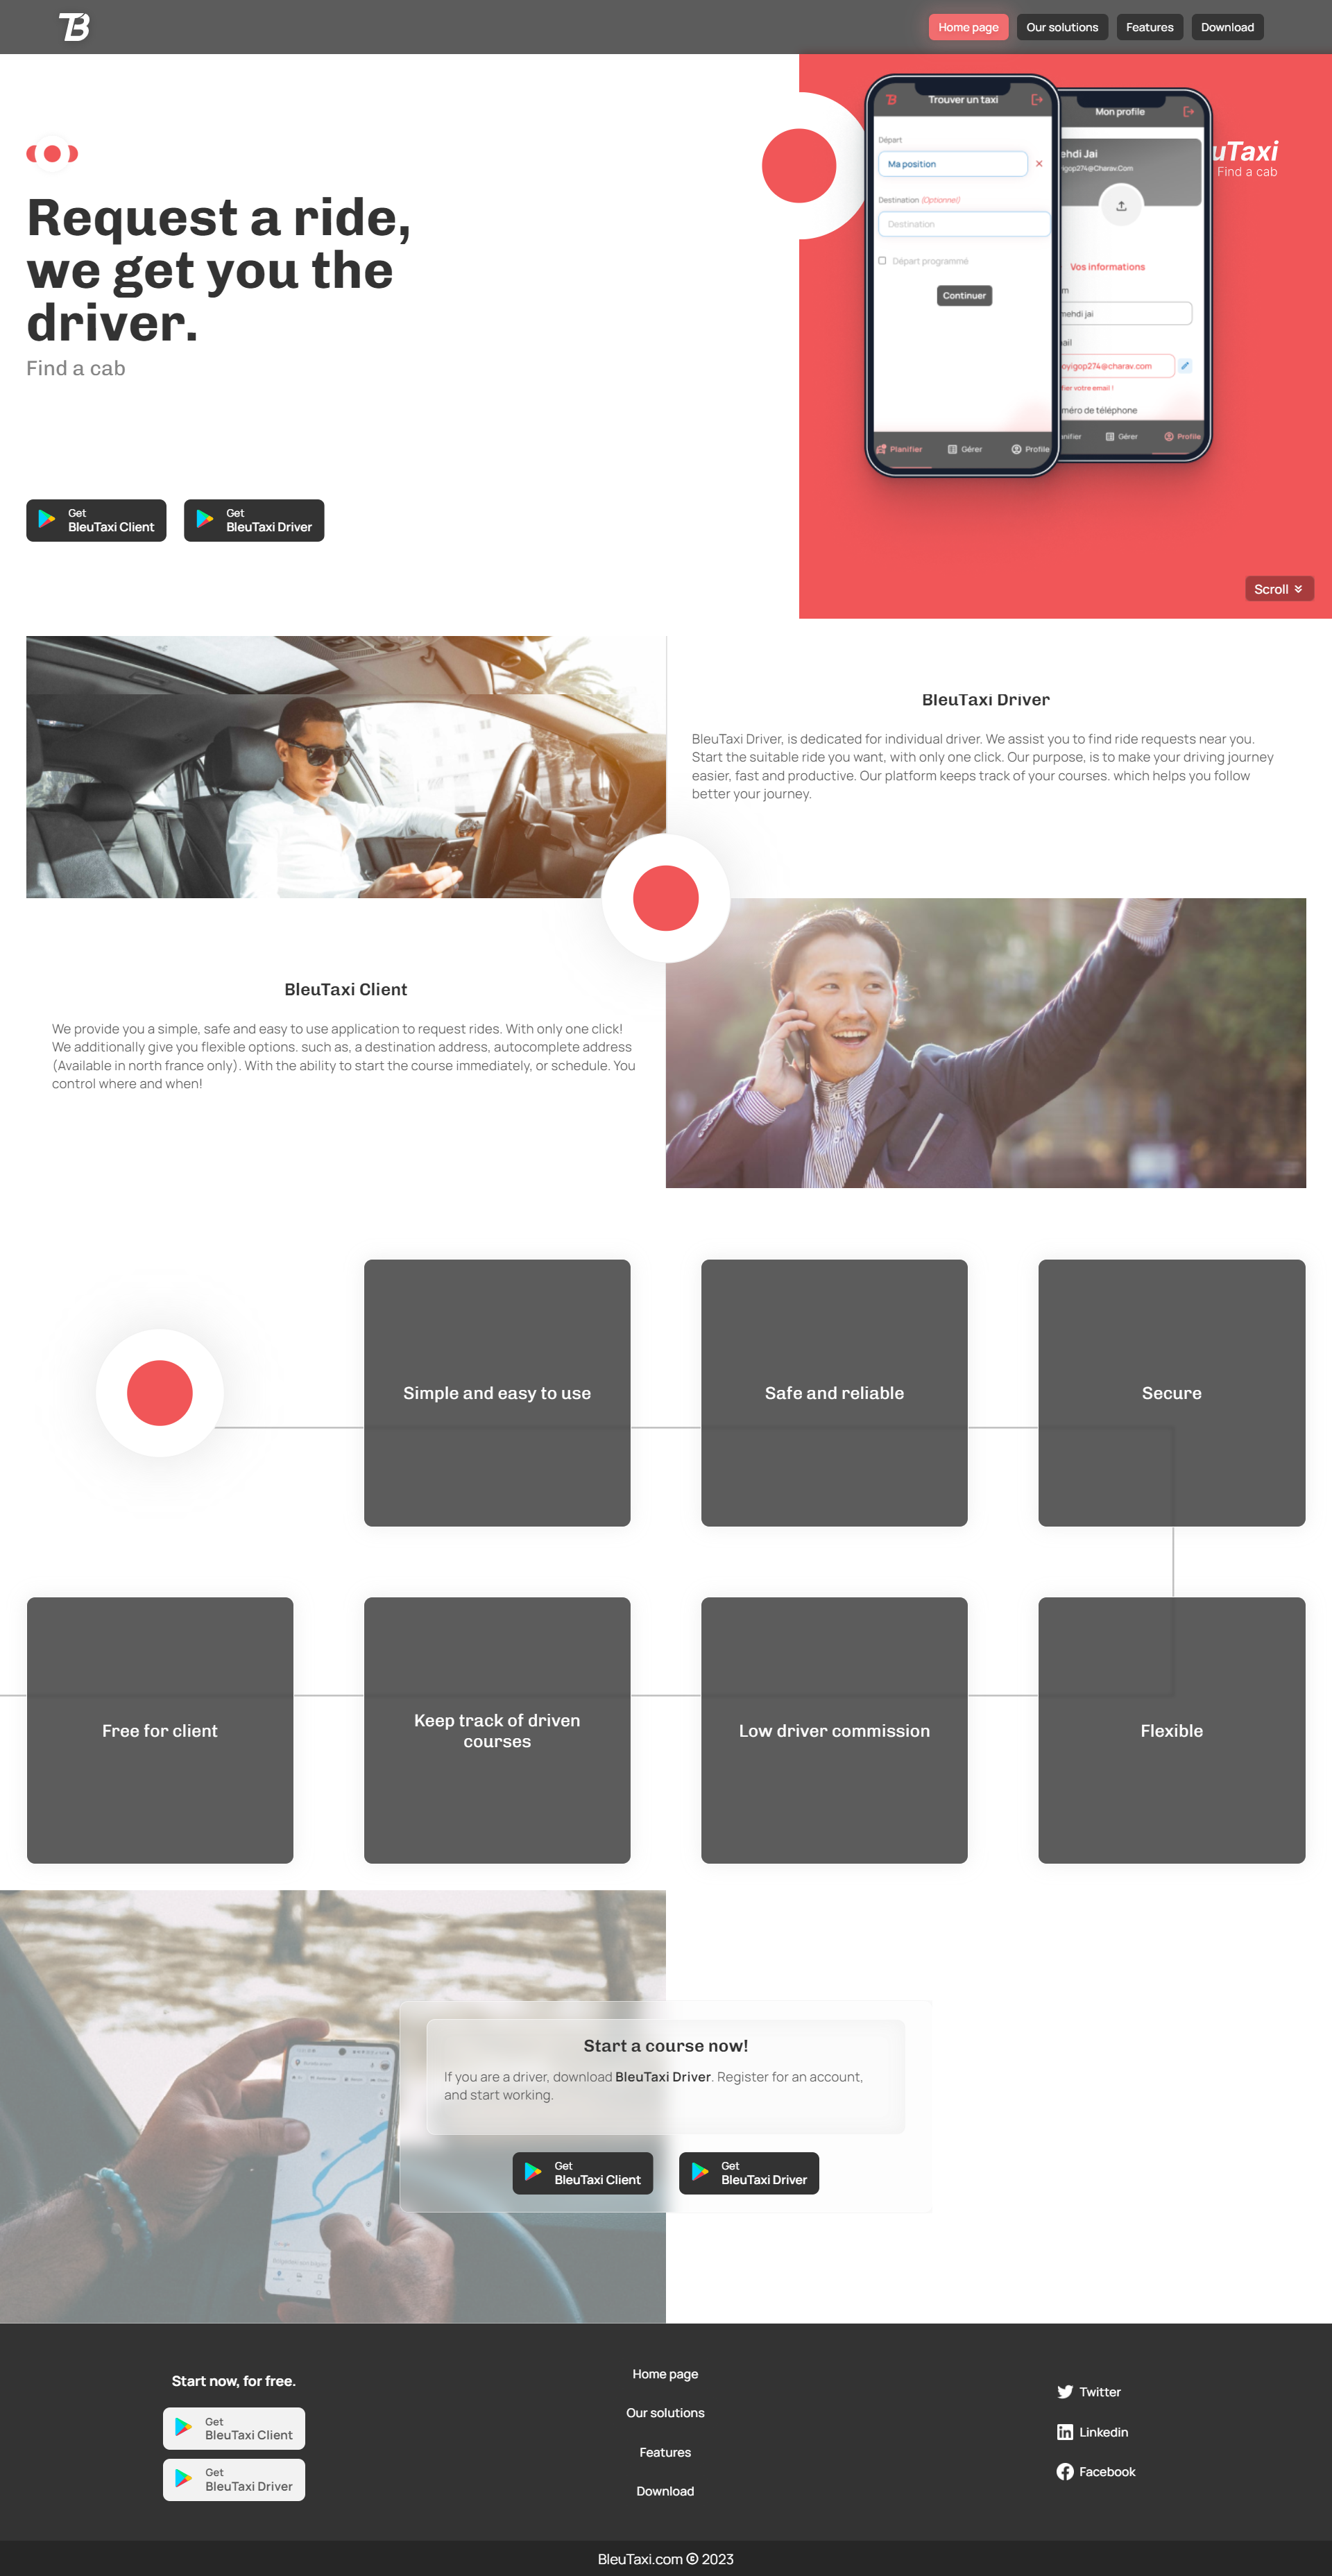 Home page
Our solutions
Features
Download
Request a ride,
we get you the
driver.
Find a cab
Get
BleuTaxi Client
Get
BleuTaxi Driver
Trouver un taxi
Départ
Ma position
Destination (Optionnel)
Destination
Départ programmé
Continuer
Planifier
Gérer
Profile
Mon profile
ehdi Jai
Vos informations
mehdi jai
oyigop274@charav.com
fier votre email !
méro de téléphone
nifier
Gérer
Profile
uTaxi
Find a cab
Scroll
BleuTaxi Driver
BleuTaxi Driver, is dedicated for individual driver. We assist you to find ride requests near you.
Start the suitable ride you want, with only one click. Our purpose, is to make your driving journey
easier, fast and productive. Our platform keeps track of your courses. which helps you follow
better your journey.
BleuTaxi Client
We provide you a simple, safe and easy to use application to request rides. With only one click!
We additionally give you flexible options. such as, a destination address, autocomplete address
(Available in north france only). With the ability to start the course immediately, or schedule. You
control where and when!
Simple and easy to use
Safe and reliable
Secure
Free for client
Keep track of driven
courses
Low driver commission
Flexible
Start a course now!
If you are a driver, download BleuTaxi Driver. Register for an account,
and start working.
Get
BleuTaxi Client
Get
BleuTaxi Driver
Start now, for free.
Get
BleuTaxi Client
Get
BleuTaxi Driver
Home page
Our solutions
Features
Download
Twitter
Linkedin
Facebook
BleuTaxi.com © 2023